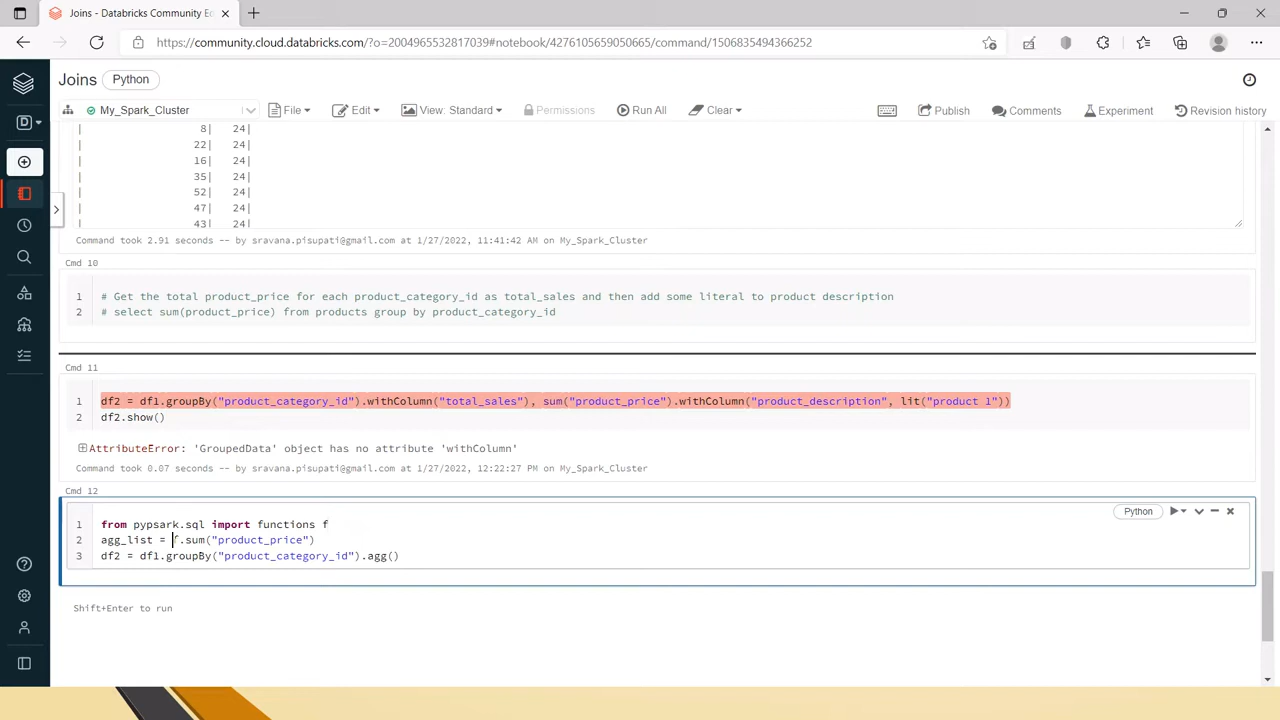 Joins - Databricks Community Ed
https://community.cloud.databricks.com/?o=2004965532817039#notebook/4276105659050665/command/1506835494366252
Joins Python
My_Spark_Cluster File Edit View: Standard Permissions Run All Clear Publish Comments Experiment Revision history
D
| 8| 24|
| 22| 24|
| 16| 24|
| 35| 24|
| 52| 24|
| 47| 24|
| 43| 24|
Command took 2.91 seconds -- by sravana.pisupati@gmail.com at 1/27/2022, 11:41:42 AM on My_Spark_Cluster
Cmd 10
1 # Get the total product_price for each product_category_id as total_sales and then add some literal to product description
2 # select sum(product_price) from products group by product_category_id
Cmd 11
1 df2 = df1.groupBy("product_category_id").withColumn("total_sales"), sum("product_price").withColumn("product_description", lit("product 1"))
2 df2.show()
AttributeError: 'GroupedData' object has no attribute 'withColumn'
Command took 0.07 seconds -- by sravana.pisupati@gmail.com at 1/27/2022, 12:22:27 PM on My_Spark_Cluster
Cmd 12
Python
1 from pypsark.sql import functions f
2 agg_list = f.sum("product_price")
3 df2 = df1.groupBy("product_category_id").agg()
Shift+Enter to run